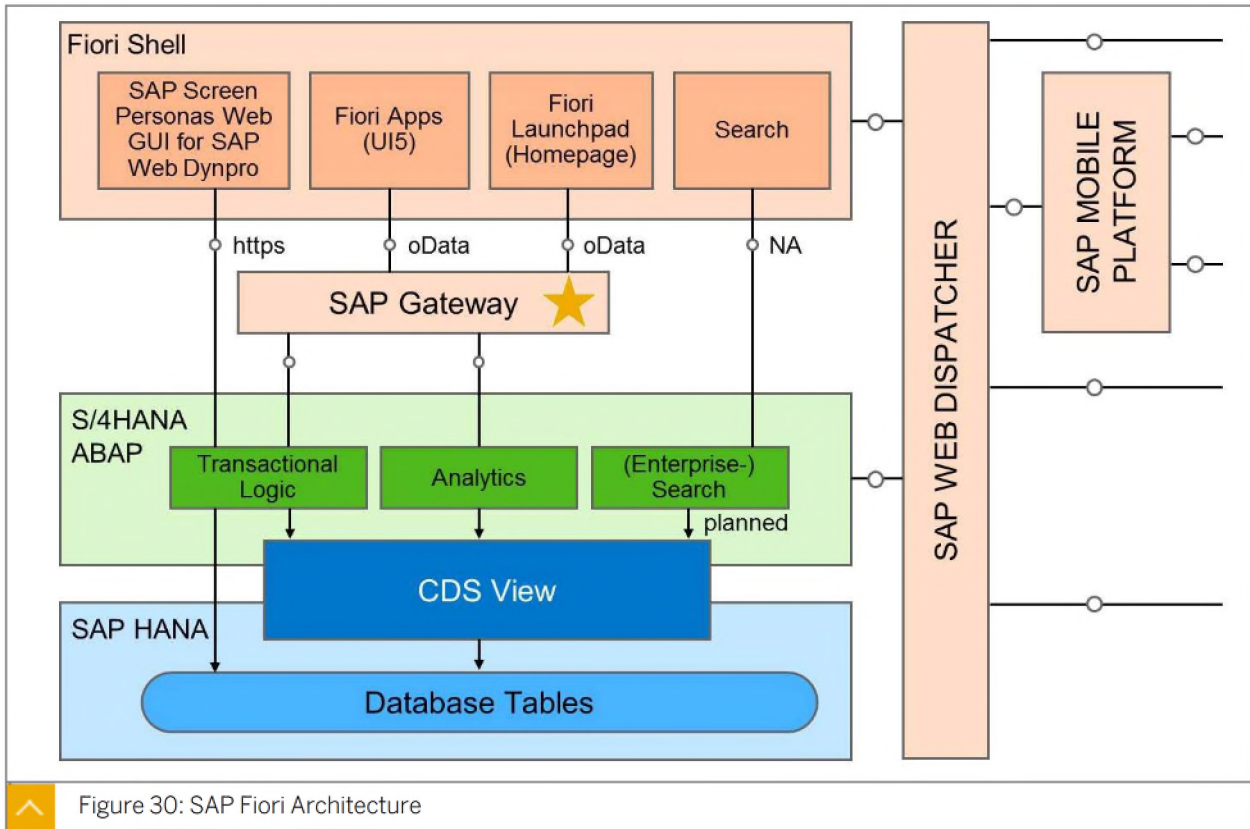 Fiori Shell
SAP Screen
Personas Web
GUI for SAP
Web Dynpro
Fiori Apps
(UI5)
Fiori
Launchpad
(Homepage)
Search
https
oData
oData
NA
SAP Gateway
S/4HANA
ABAP
Transactional
Logic
Analytics
(Enterprise-)
Search
planned
CDS View
SAP HANA
Database Tables
SAP WEB DISPATCHER
SAP MOBILE
PLATFORM
Figure 30: SAP Fiori Architecture